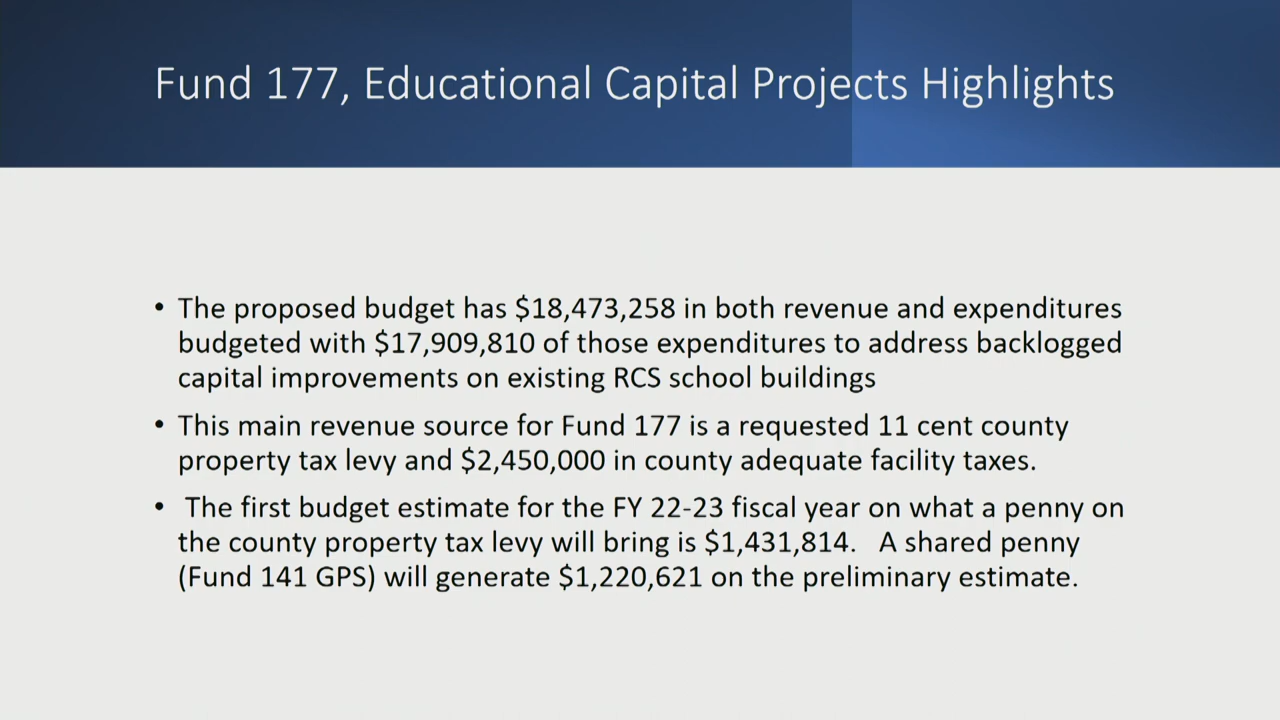 Fund 177, Educational Capital Projects Highlights
• The proposed budget has $18,473,258 in both revenue and expenditures
budgeted with $17,909,810 of those expenditures to address backlogged
capital improvements on existing RCS school buildings
• This main revenue source for Fund 177 is a requested 11 cent county
property tax levy and $2,450,000 in county adequate facility taxes.
• The first budget estimate for the FY 22-23 fiscal year on what a penny on
the county property tax levy will bring is $1,431,814. A shared penny
(Fund 141 GPS) will generate $1,220,621 on the preliminary estimate.